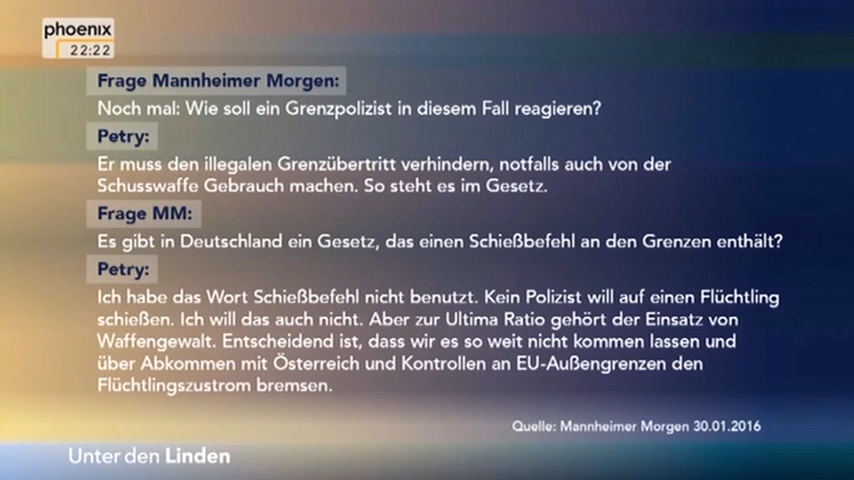 phoenix
22:22
Frage Mannheimer Morgen:
Noch mal: Wie soll ein Grenzpolizist in diesem Fall reagieren?
Petry:
Er muss den illegalen Grenzübertritt verhindern, notfalls auch von der
Schusswaffe Gebrauch machen. So steht es im Gesetz.
Frage MM:
Es gibt in Deutschland ein Gesetz, das einen Schießbefehl an den Grenzen enthält?
Petry:
Ich habe das Wort Schießbefehl nicht benutzt. Kein Polizist will auf einen Flüchtling
schießen. Ich will das auch nicht. Aber zur Ultima Ratio gehört der Einsatz von
Waffengewalt. Entscheidend ist, dass wir es so weit nicht kommen lassen und
über Abkommen mit Österreich und Kontrollen an EU-Außengrenzen den
Flüchtlingszustrom bremsen.
Quelle: Mannheimer Morgen 30.01.2016
Unter den Linden